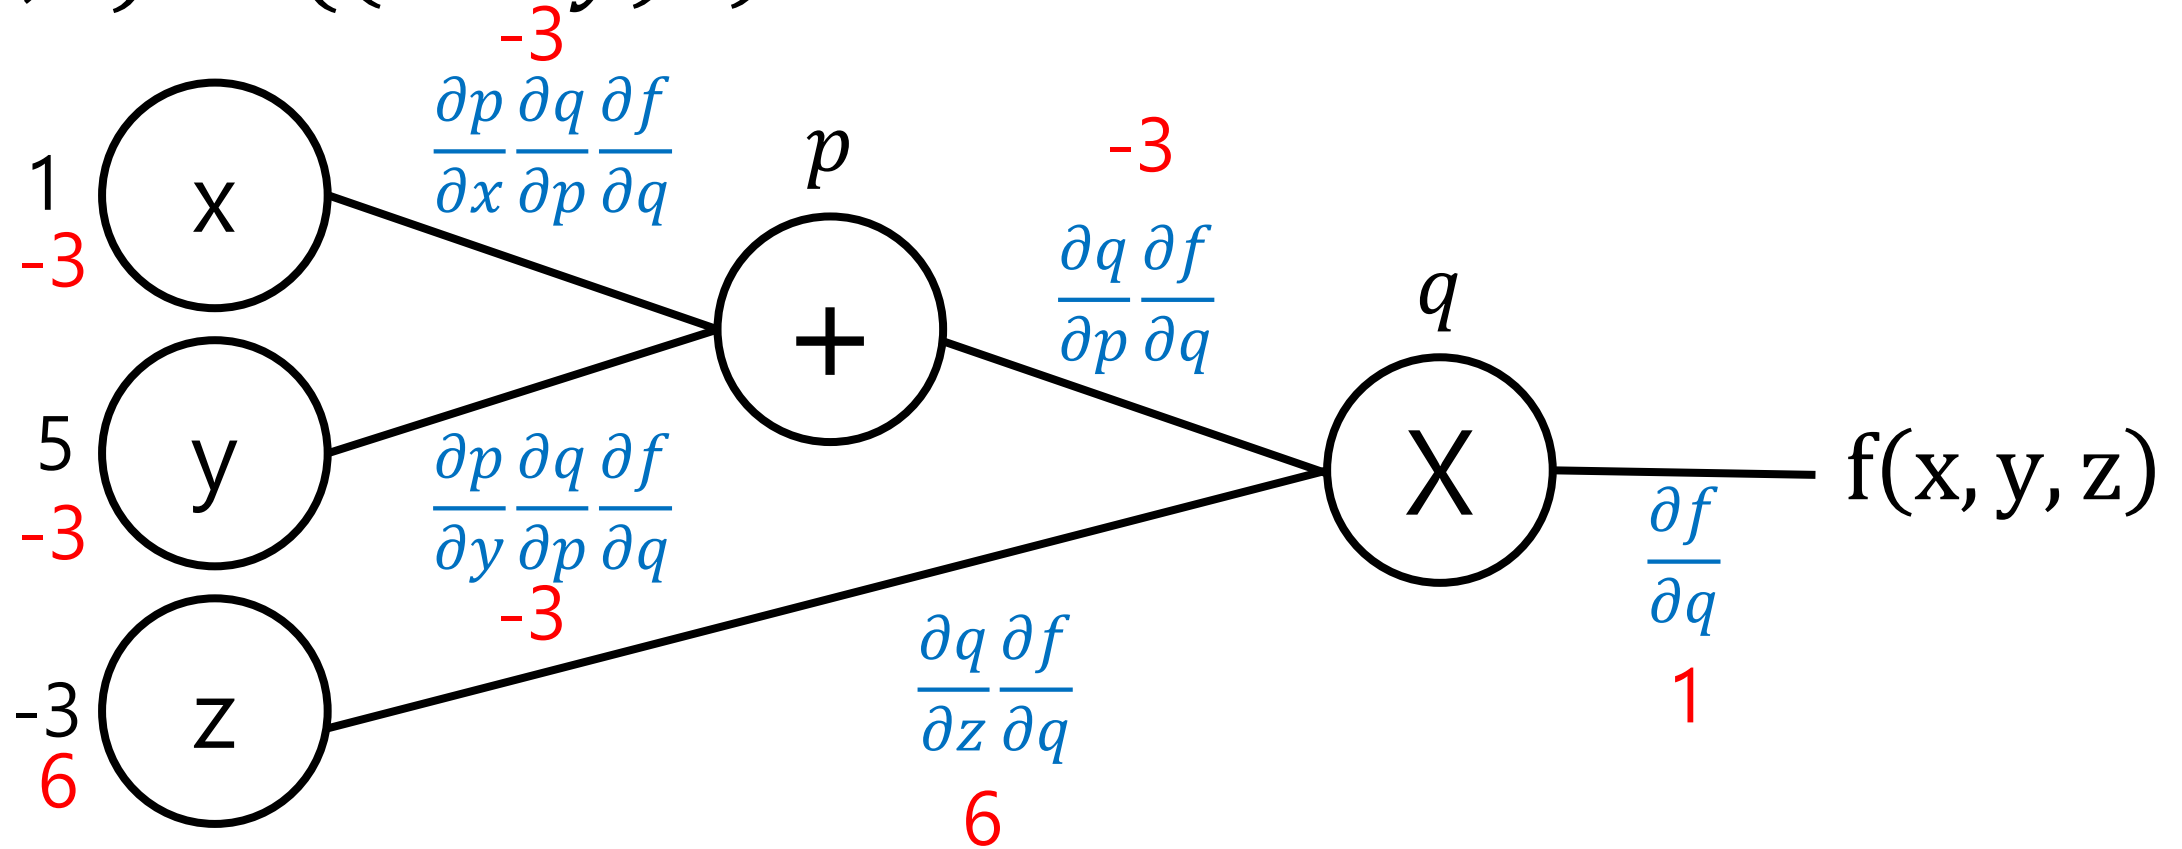 -3
∂p/∂x ∂q/∂p ∂f/∂q
1
-3
x
p
-3
+
∂q/∂p ∂f/∂q
q
X
f(x, y, z)
∂f/∂q
1
5
-3
y
∂p/∂y ∂q/∂p ∂f/∂q
-3
-3
6
z
∂q/∂z ∂f/∂q
6